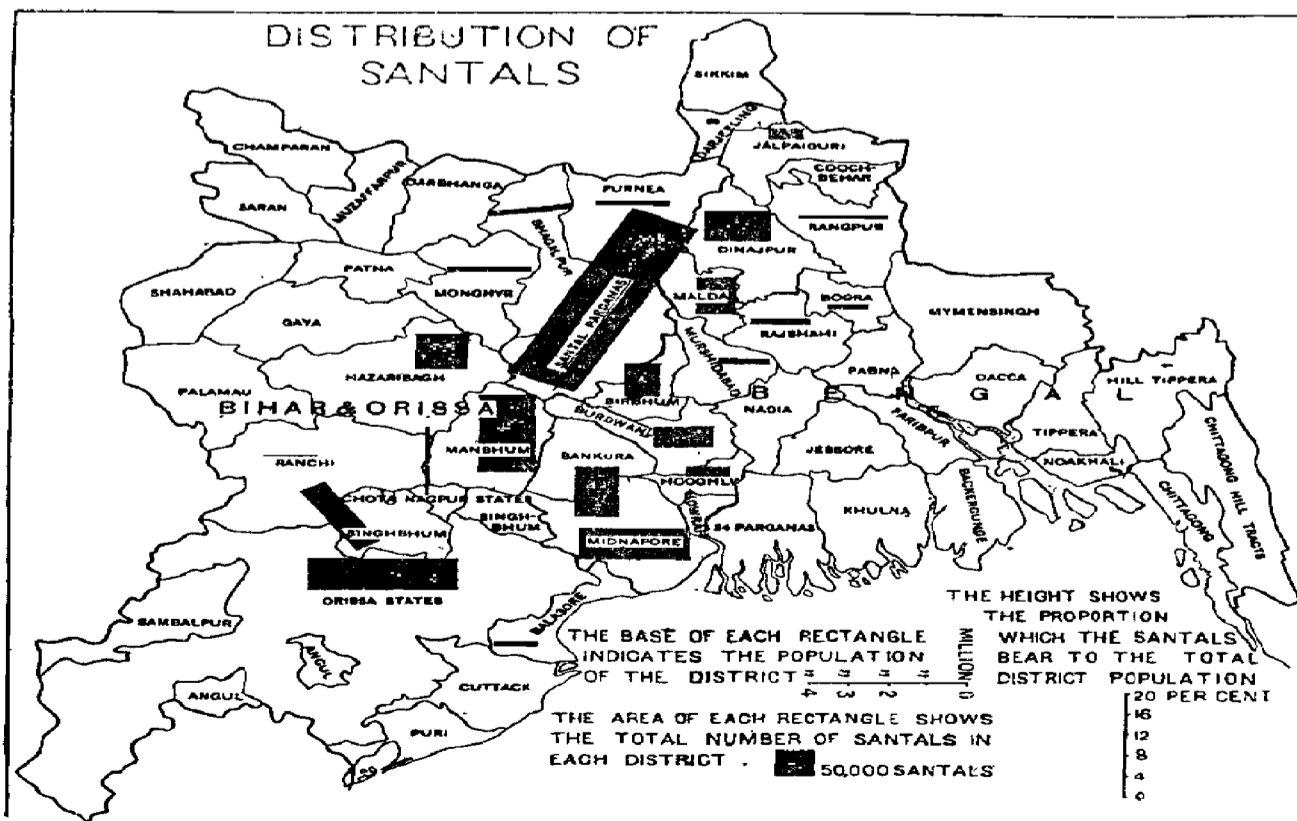 DISTRIBUTION OF
SANTALS
SIKKIM
DARJEELING
JALPAIGURI
COOCH-
BEHAR
CHAMPARAN
MUZAFFARPUR
DARBHANGA
SARAN
BHAGALPUR
PURNEA
DINAJPUR
RANGPUR
PATNA
SHAHABAD
MONGHYR
GAYA
SANTAL PARGANAS
MALDA
BOGRA
RAJSHAHI
MYMENSINGH
HAZARIBAGH
PALAMAU
MURSHIDABAD
PABNA
DACCA
HILL TIPPERA
BIRBHUM
BIHAR & ORISSA
BENGAL
BURDWAN
NADIA
FARIDPUR
TIPPERA
CHITTAGONG HILL TRACTS
RANCHI
MANBHUM
BANKURA
JESSORE
NOAKHALI
HOOGHLY
CHOTA NAGPUR STATES
SINGH-
BHUM
SINGHBHUM
MIDNAPORE
HOWRAH
24 PARGANAS
KHULNA
BACKERGUNGE
CHITTAGONG
ORISSA STATES
SAMBALPUR
BALASORE
ANGUL
ANGUL
CUTTACK
PURI
THE BASE OF EACH RECTANGLE
INDICATES THE POPULATION
OF THE DISTRICT
4 3 2 0
MILLION
THE HEIGHT SHOWS
THE PROPORTION
WHICH THE SANTALS
BEAR TO THE TOTAL
DISTRICT POPULATION
20 PER CENT
16
12
8
4
0
THE AREA OF EACH RECTANGLE SHOWS
THE TOTAL NUMBER OF SANTALS IN
EACH DISTRICT.
50,000 SANTALS